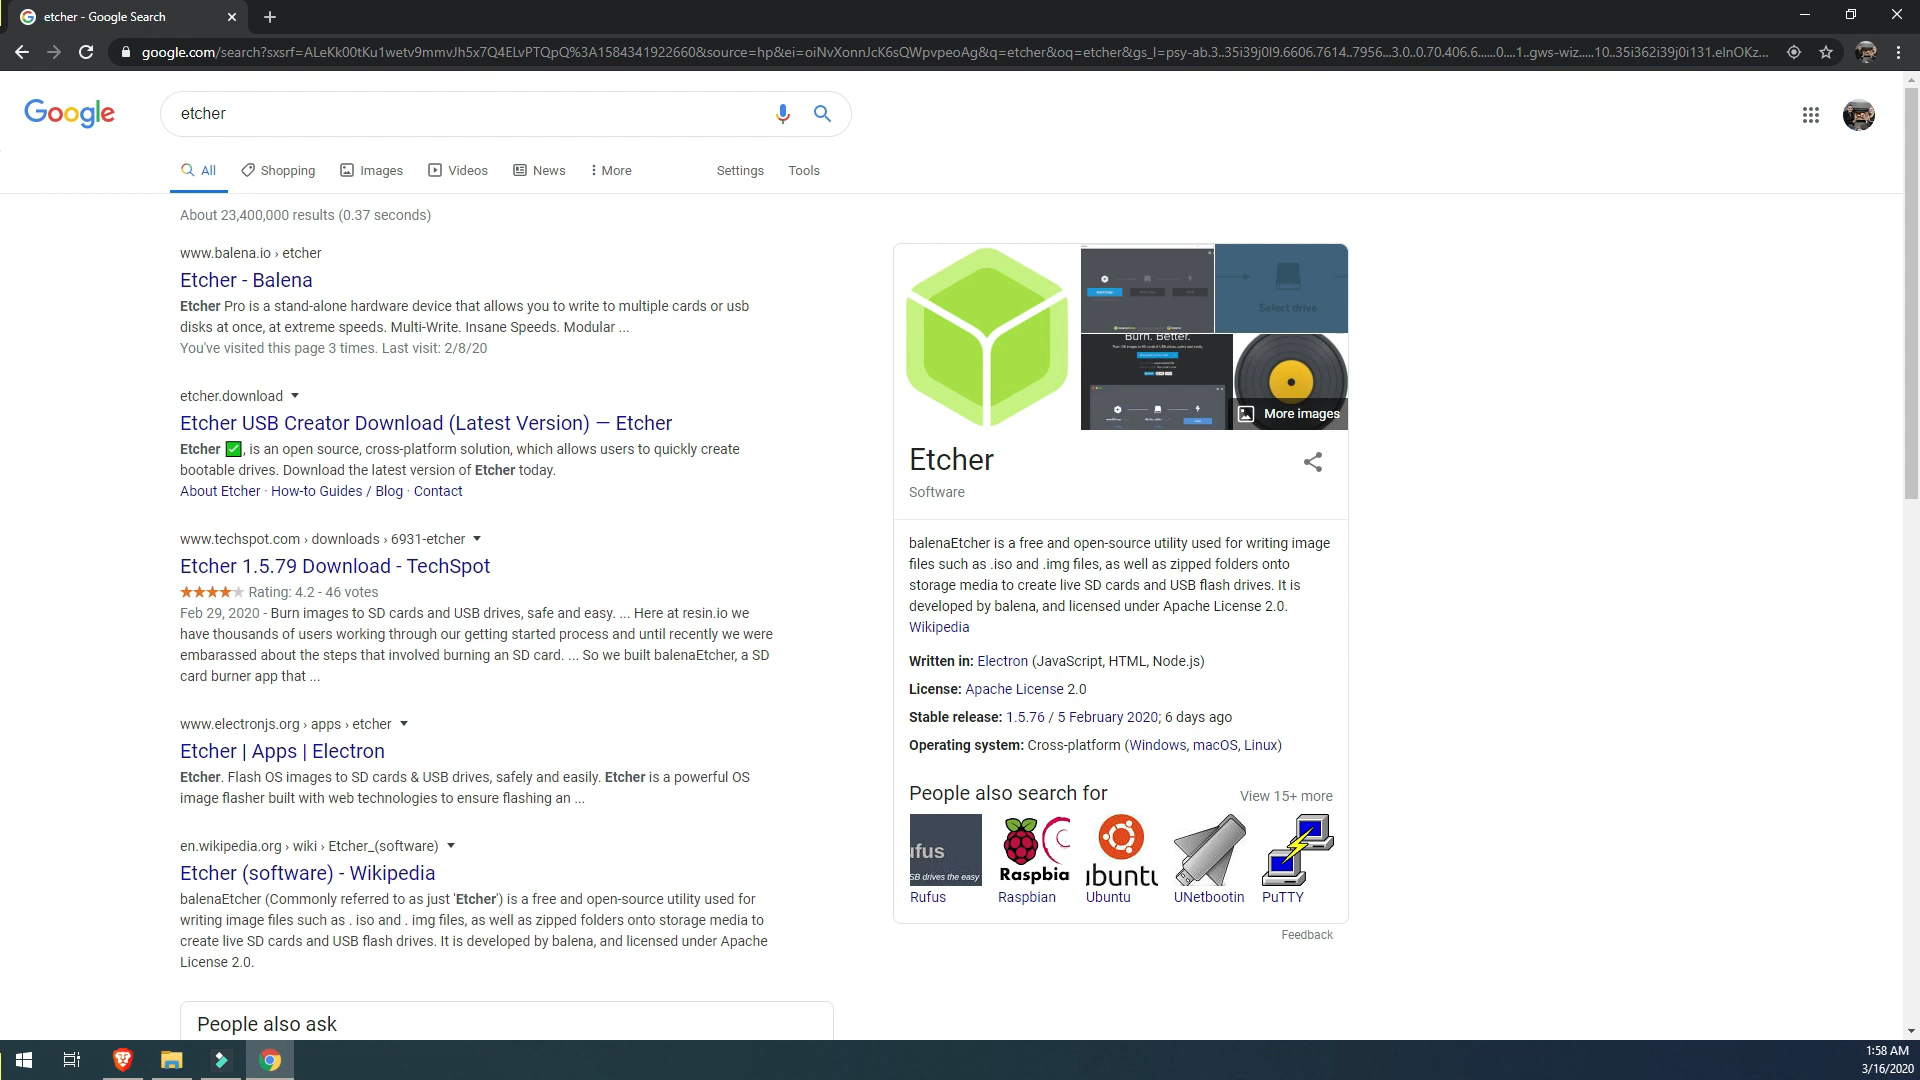 etcher - Google Search
google.com/search?sxsrf=ALeKk00tKu1wetv9mmvJh5x7Q4ELvPTQpQ%3A1584341922660&source=hp&ei=oiNvXonnJcK6sQWpvpeoAg&q=etcher&oq=etcher&gs_l=psy-ab.3..35i39j0l9.6606.7614..7956...3.0..0.70.406.6......0....1..gws-wiz.....10..35i362i39j0i131.eInOKz...
Google
etcher
All
Shopping
Images
Videos
News
More
Settings
Tools
About 23,400,000 results (0.37 seconds)
www.balena.io › etcher
Etcher - Balena
Etcher Pro is a stand-alone hardware device that allows you to write to multiple cards or usb
disks at once, at extreme speeds. Multi-Write. Insane Speeds. Modular ...
You've visited this page 3 times. Last visit: 2/8/20
etcher.download
Etcher USB Creator Download (Latest Version) — Etcher
Etcher ✅, is an open source, cross-platform solution, which allows users to quickly create
bootable drives. Download the latest version of Etcher today.
About Etcher · How-to Guides / Blog · Contact
www.techspot.com › downloads › 6931-etcher
Etcher 1.5.79 Download - TechSpot
Rating: 4.2 - 46 votes
Feb 29, 2020 - Burn images to SD cards and USB drives, safe and easy. ... Here at resin.io we
have thousands of users working through our getting started process and until recently we were
embarassed about the steps that involved burning an SD card. ... So we built balenaEtcher, a SD
card burner app that ...
www.electronjs.org › apps › etcher
Etcher | Apps | Electron
Etcher. Flash OS images to SD cards & USB drives, safely and easily. Etcher is a powerful OS
image flasher built with web technologies to ensure flashing an ...
en.wikipedia.org › wiki › Etcher_(software)
Etcher (software) - Wikipedia
balenaEtcher (Commonly referred to as just 'Etcher') is a free and open-source utility used for
writing image files such as . iso and . img files, as well as zipped folders onto storage media to
create live SD cards and USB flash drives. It is developed by balena, and licensed under Apache
License 2.0.
People also ask
Select drive
Burn. Better.
More images
Etcher
Software
balenaEtcher is a free and open-source utility used for writing image
files such as .iso and .img files, as well as zipped folders onto
storage media to create live SD cards and USB flash drives. It is
developed by balena, and licensed under Apache License 2.0.
Wikipedia
Written in: Electron (JavaScript, HTML, Node.js)
License: Apache License 2.0
Stable release: 1.5.76 / 5 February 2020; 6 days ago
Operating system: Cross-platform (Windows, macOS, Linux)
People also search for
View 15+ more
ufus
SB drives the easy
Raspbia
ubuntu
Rufus
Raspbian
Ubuntu
UNetbootin
PuTTY
Feedback
1:58 AM
3/16/2020